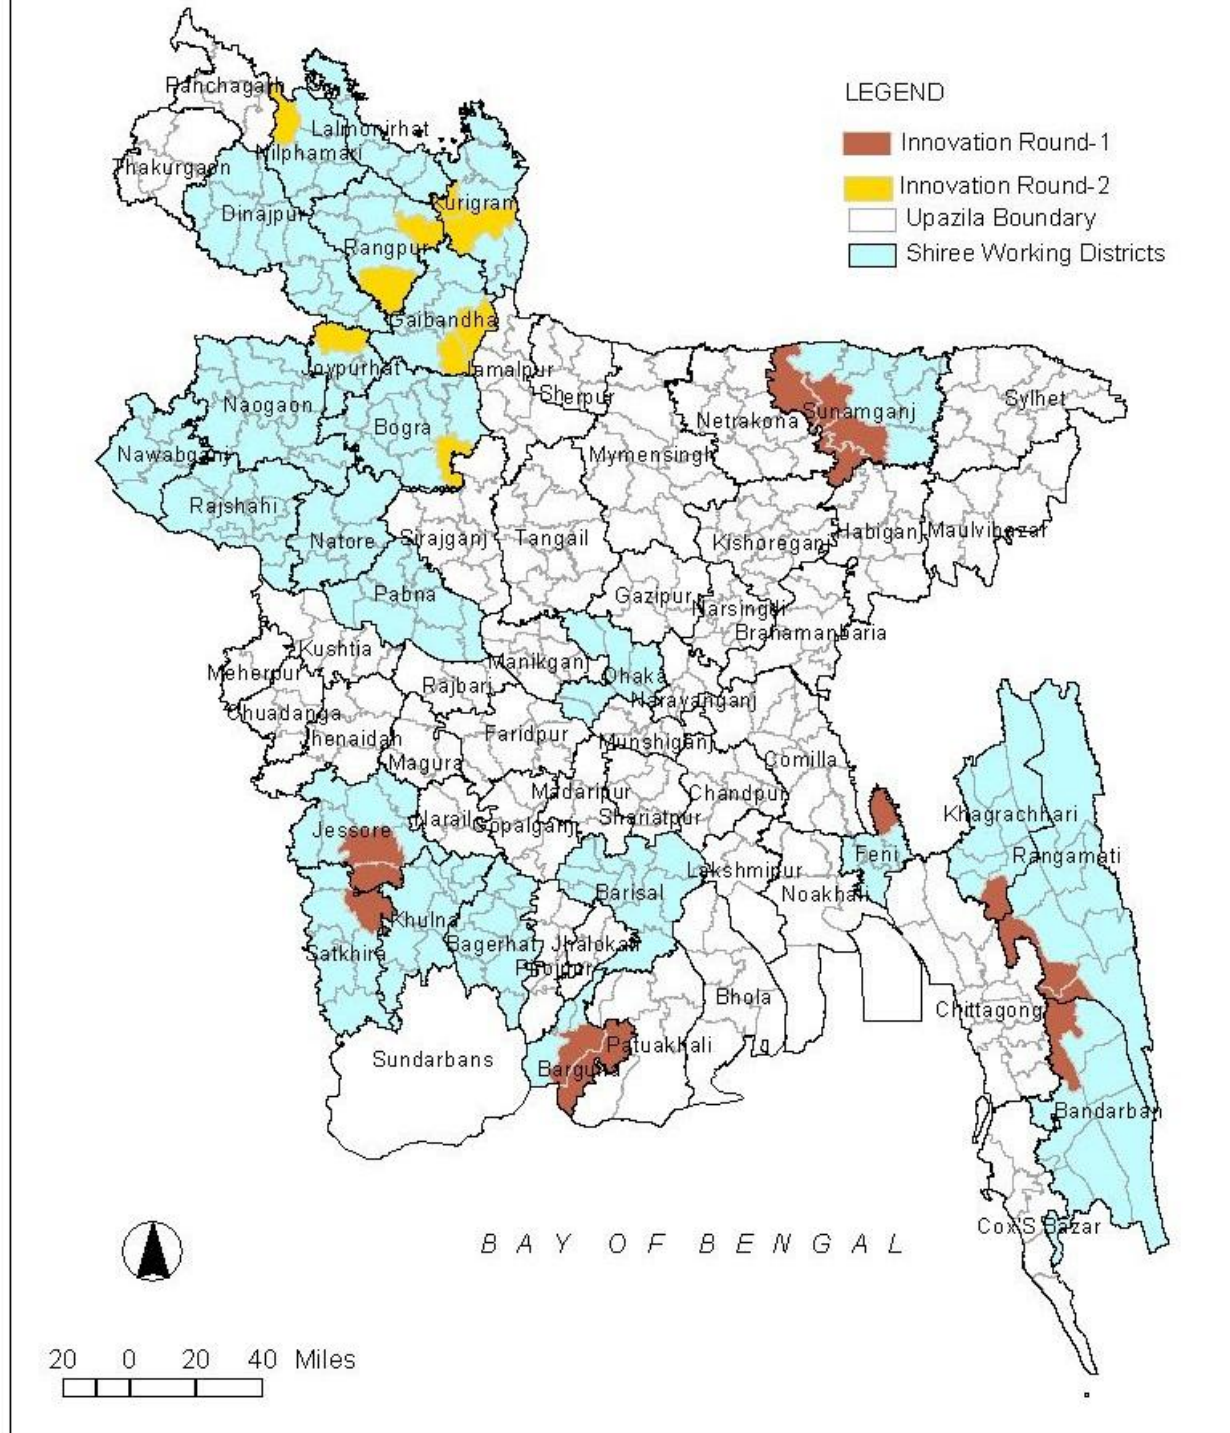 LEGEND
Innovation Round-1
Innovation Round-2
Upazila Boundary
Shiree Working Districts
Panchagarh
Lalmonirhat
Nilphamari
Thakurgaon
Dinajpur
Kurigram
Rangpur
Gaibandha
Joypurhat
Jamalpur
Sherpur
Naogaon
Bogra
Netrakona
Sunamganj
Sylhet
Nawabganj
Mymensingh
Rajshahi
Natore
Sirajganj
Tangail
Kishoreganj
Habiganj
Maulvibazar
Pabna
Gazipur
Narsingdi
Brahamanbaria
Kushtia
Manikganj
Meherpur
Rajbari
Dhaka
Narayanganj
Chuadanga
Jhenaidah
Faridpur
Munshiganj
Magura
Comilla
Madaripur
Chandpur
Shariatpur
Narail
Gopalganj
Jessore
Khagrachhari
Feni
Rangamati
Lakshmipur
Noakhali
Barisal
Khulna
Bagerhat
Jhalokati
Satkhira
Pirojpur
Bhola
Chittagong
Patuakhali
Sundarbans
Barguna
Bandarban
Cox'S Bazar
BAY OF BENGAL
20 0 20 40 Miles